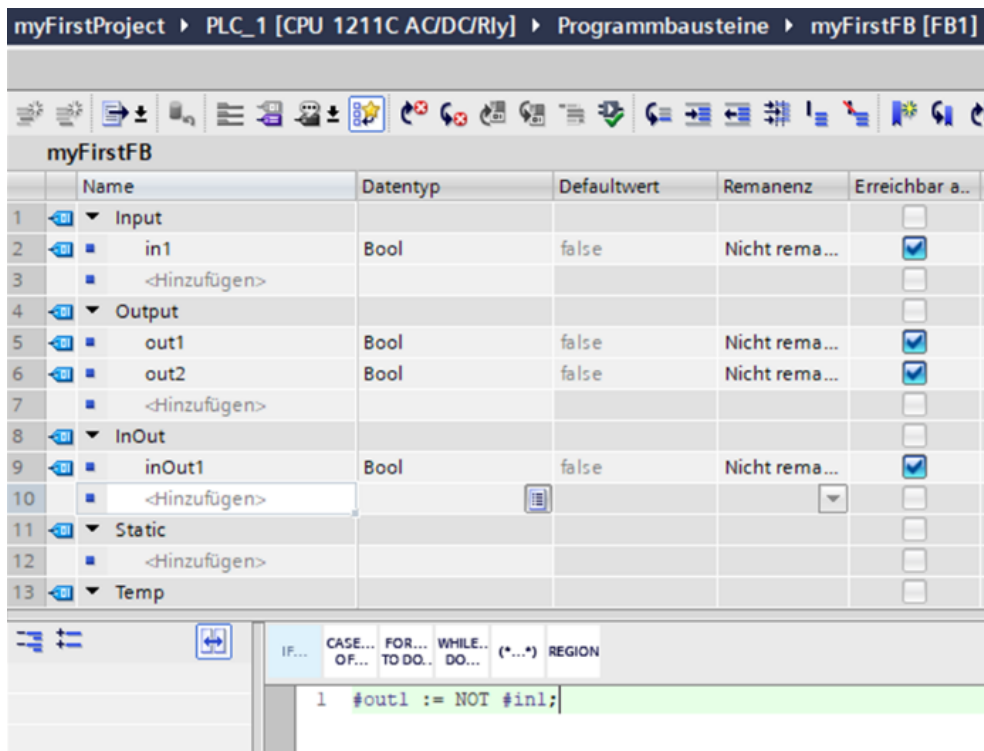 myFirstProject ▸ PLC_1 [CPU 1211C AC/DC/Rly] ▸ Programmbausteine ▸ myFirstFB [FB1]
myFirstFB
Name Datentyp Defaultwert Remanenz Erreichbar a..
1 Input
2 in1 Bool false Nicht rema...
3 <Hinzufügen>
4 Output
5 out1 Bool false Nicht rema...
6 out2 Bool false Nicht rema...
7 <Hinzufügen>
8 InOut
9 inOut1 Bool false Nicht rema...
10 <Hinzufügen>
11 Static
12 <Hinzufügen>
13 Temp
IF... CASE... FOR... WHILE.. (*...*) REGION
OF... TO DO.. DO...
1 #out1 := NOT #in1;